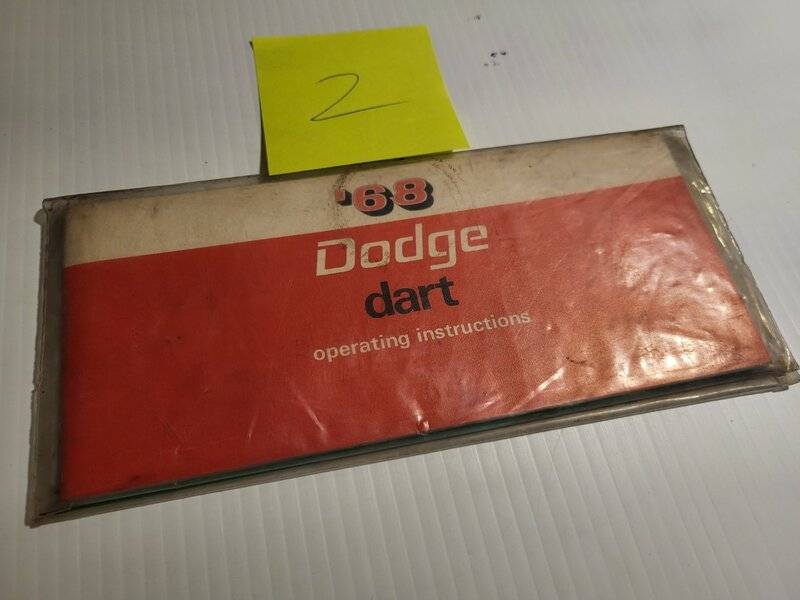 2
'68
Dodge
dart
operating instructions